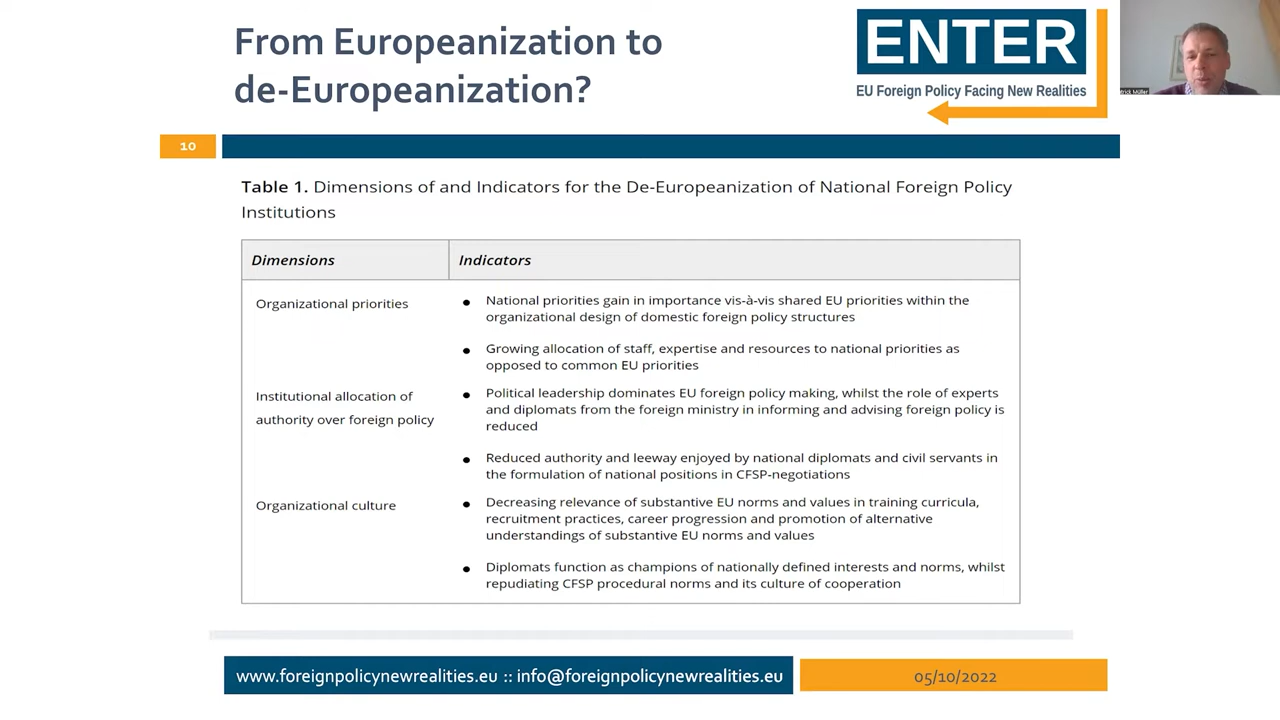 From Europeanization to
de-Europeanization?
ENTER
EU Foreign Policy Facing New Realities
trick Müller
10
Table 1. Dimensions of and Indicators for the De-Europeanization of National Foreign Policy
Institutions
Dimensions
Indicators
Organizational priorities
• National priorities gain in importance vis-à-vis shared EU priorities within the
organizational design of domestic foreign policy structures
• Growing allocation of staff, expertise and resources to national priorities as
opposed to common EU priorities
Institutional allocation of
authority over foreign policy
• Political leadership dominates EU foreign policy making, whilst the role of experts
and diplomats from the foreign ministry in informing and advising foreign policy is
reduced
• Reduced authority and leeway enjoyed by national diplomats and civil servants in
the formulation of national positions in CFSP-negotiations
Organizational culture
• Decreasing relevance of substantive EU norms and values in training curricula,
recruitment practices, career progression and promotion of alternative
understandings of substantive EU norms and values
• Diplomats function as champions of nationally defined interests and norms, whilst
repudiating CFSP procedural norms and its culture of cooperation
www.foreignpolicynewrealities.eu :: info@foreignpolicynewrealities.eu
05/10/2022